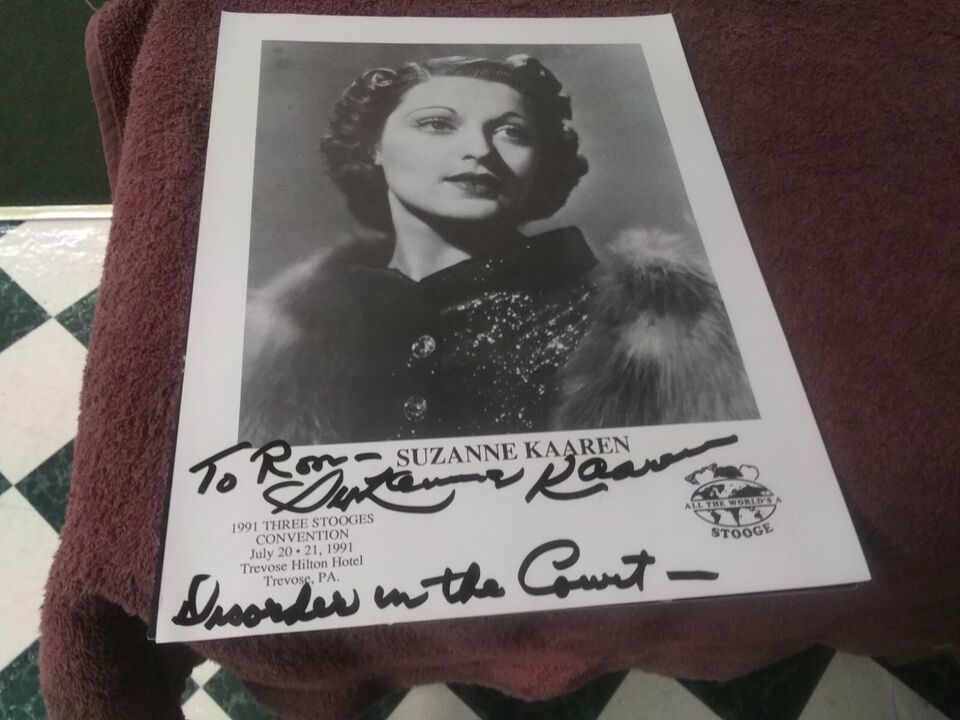 SUZANNE KAAREN
To Ron-
Suzanne Kaaren
1991 THREE STOOGES
CONVENTION
July 20 • 21, 1991
Trevose Hilton Hotel
Trevose, PA.
ALL THE WORLD'S A
STOOGE
Disorder in the Court -